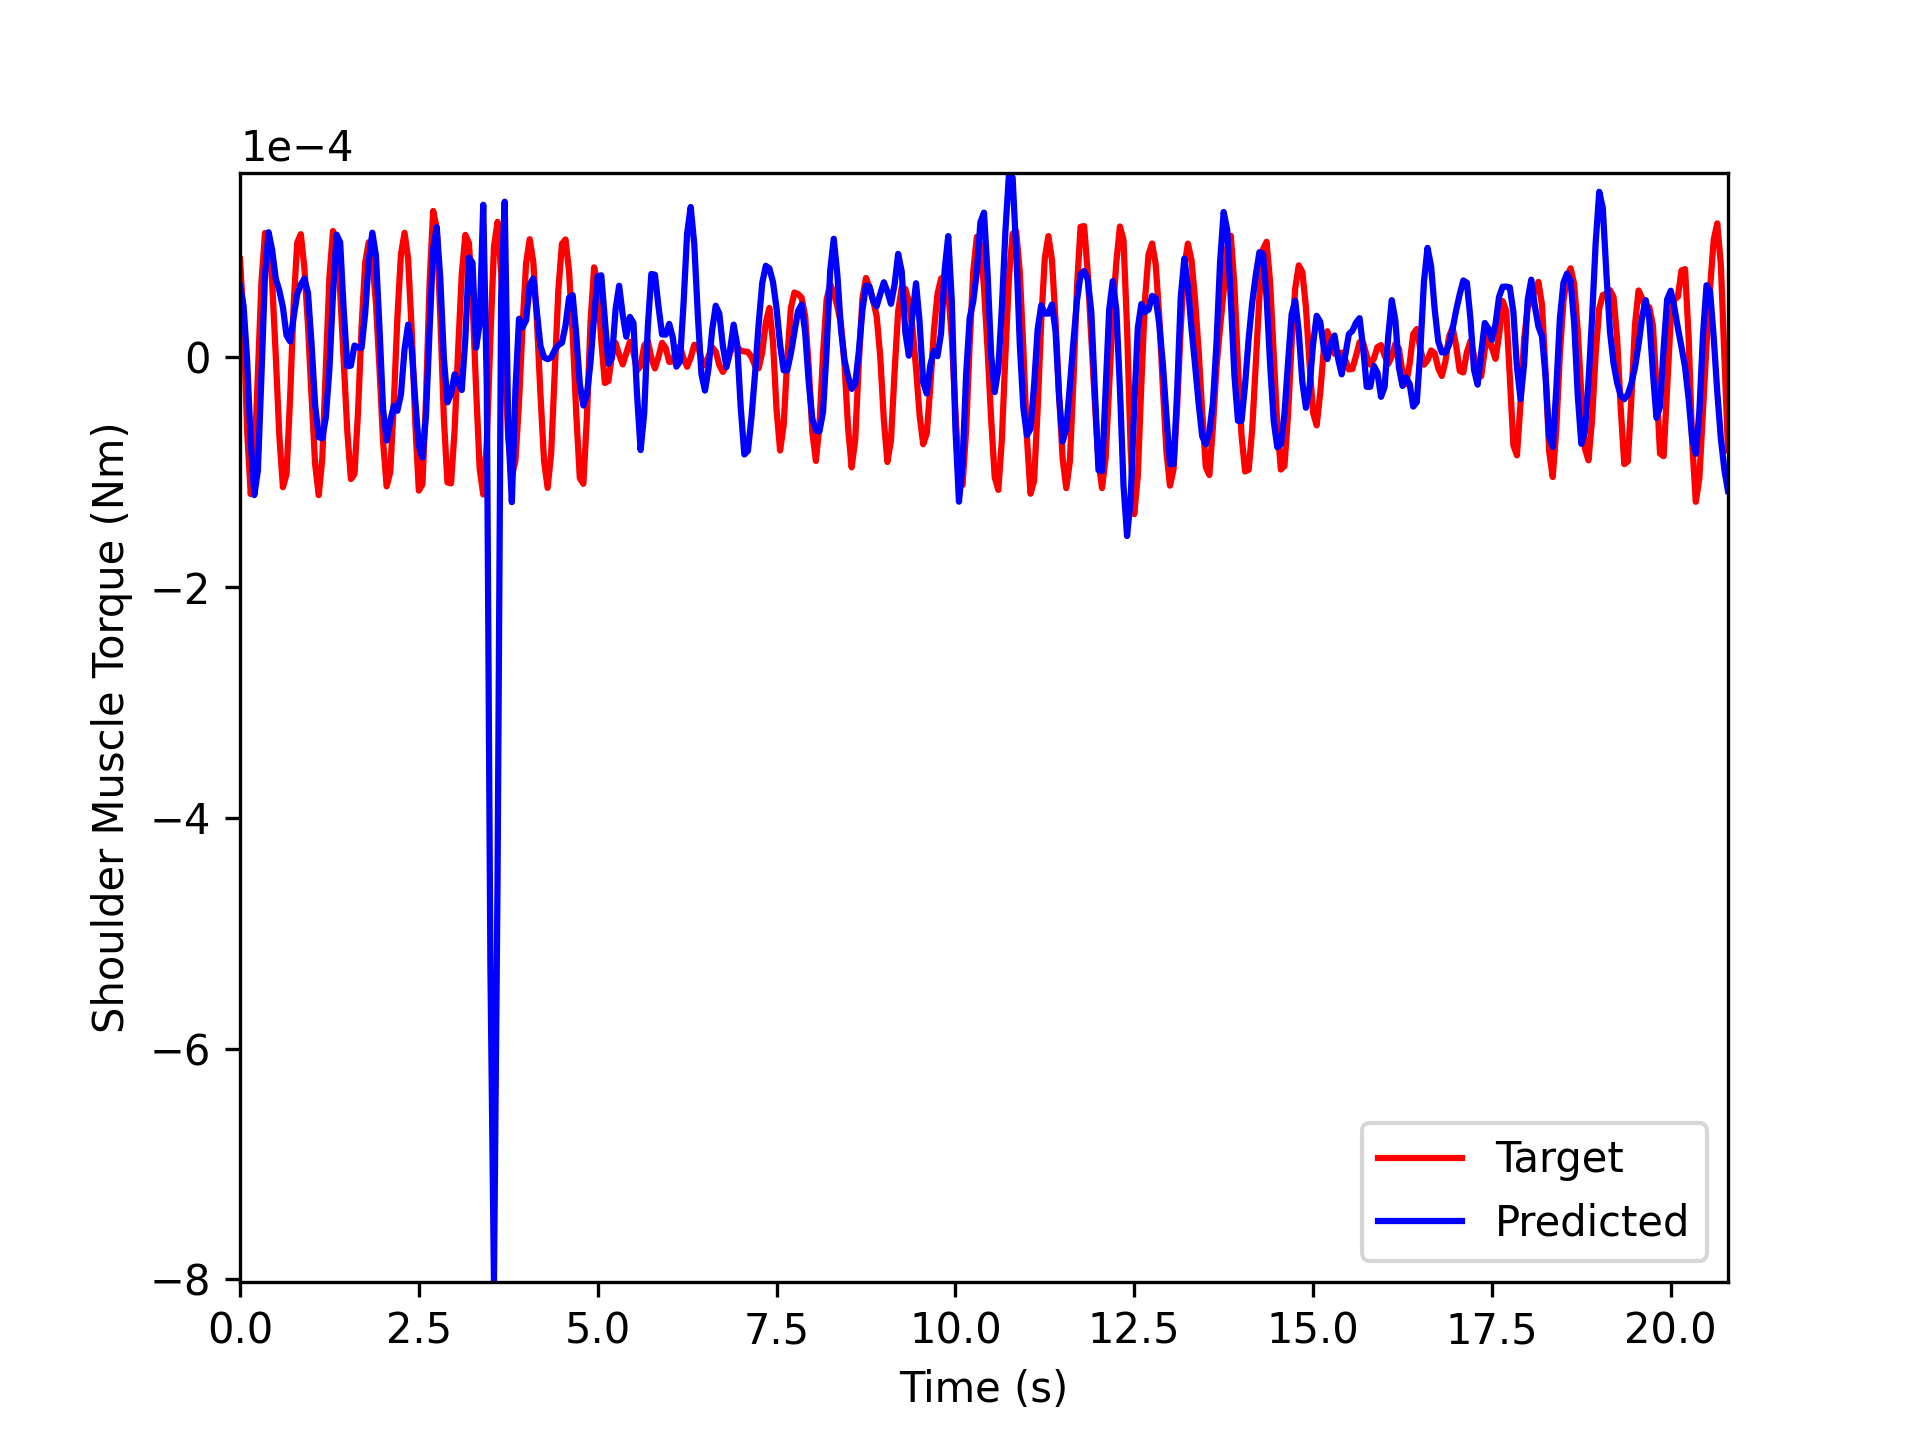 1e−4
0
−2
−4
−6
−8
Shoulder Muscle Torque (Nm)
0.0 2.5 5.0 7.5 10.0 12.5 15.0 17.5 20.0
Time (s)
Target
Predicted